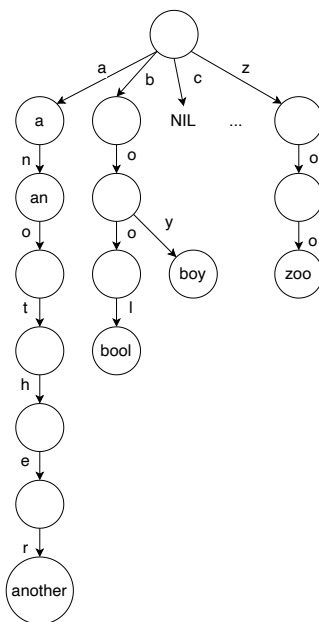 a b c z
a NIL ...
n o o
an
o o y o
boy zoo
t l
bool
h
e
r
another